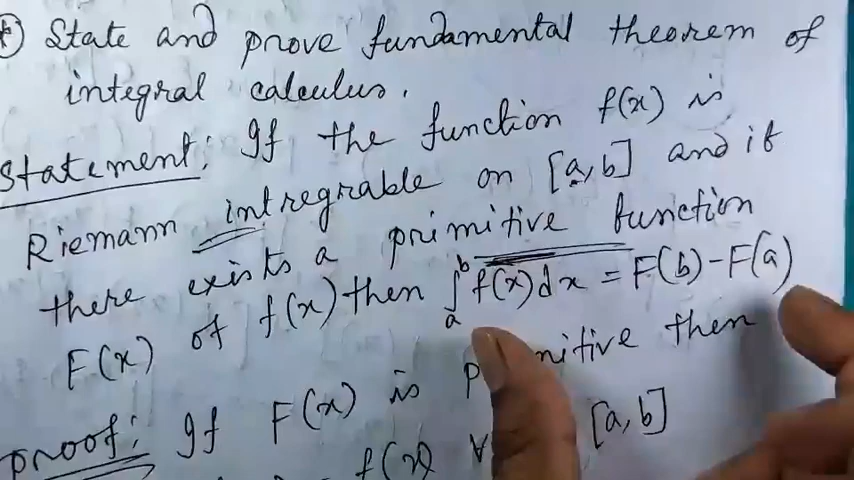 State and prove fundamental theorem of
integral calculus.
Statement: If the function f(x) is
Riemann intregrable on [a,b] and if
there exists a primitive function
F(x) of f(x) then ∫ₐᵇ f(x)dx = F(b)-F(a)
Proof: If F(x) is then
f(x) ∀ [a,b]